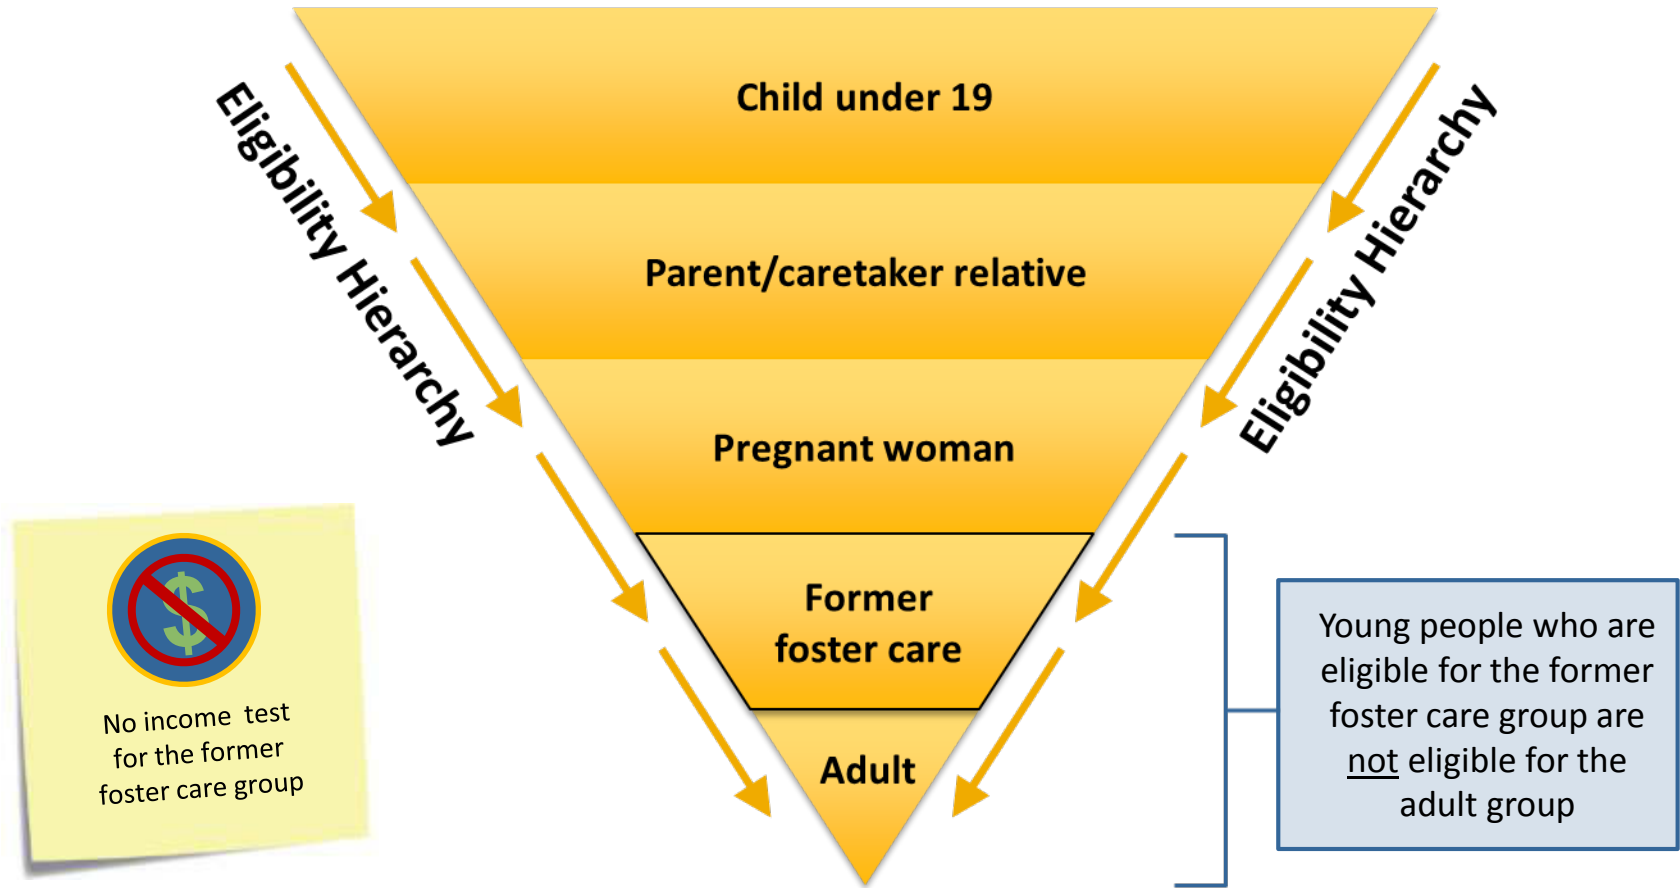 Child under 19
Eligibility Hierarchy
Eligibility Hierarchy
Parent/caretaker relative
Pregnant woman
Former
foster care
Adult
$
No income test
for the former
foster care group
Young people who are
eligible for the former
foster care group are
not eligible for the
adult group